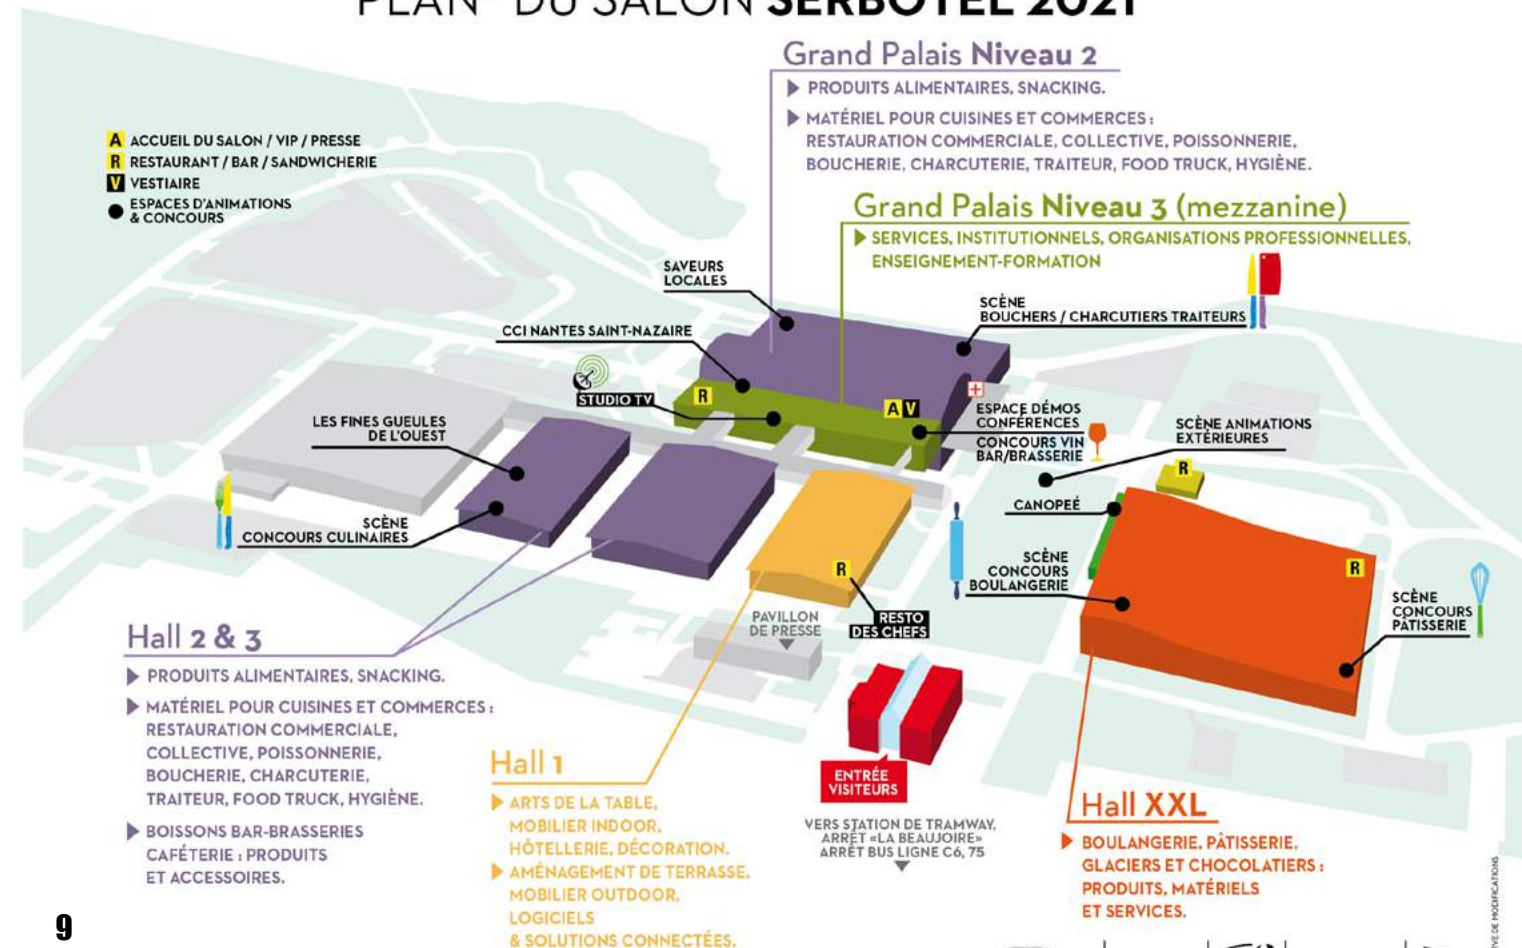 PLAN* DU SALON SERBOTEL 2021
Grand Palais Niveau 2
PRODUITS ALIMENTAIRES, SNACKING.
MATÉRIEL POUR CUISINES ET COMMERCES :
RESTAURATION COMMERCIALE, COLLECTIVE, POISSONNERIE,
BOUCHERIE, CHARCUTERIE, TRAITEUR, FOOD TRUCK, HYGIÈNE.
A ACCUEIL DU SALON / VIP / PRESSE
R RESTAURANT / BAR / SANDWICHERIE
V VESTIAIRE
ESPACES D'ANIMATIONS
& CONCOURS
Grand Palais Niveau 3 (mezzanine)
SERVICES, INSTITUTIONNELS, ORGANISATIONS PROFESSIONNELLES,
ENSEIGNEMENT-FORMATION
SAVEURS
LOCALES
SCÈNE
BOUCHERS / CHARCUTIERS TRAITEURS
CCI NANTES SAINT-NAZAIRE
STUDIO TV
R
A V
ESPACE DÉMOS
CONFÉRENCES
CONCOURS VIN
BAR/BRASSERIE
LES FINES GUEULES
DE L'OUEST
SCÈNE ANIMATIONS
EXTÉRIEURES
R
CANOPEÉ
SCÈNE
CONCOURS CULINAIRES
SCÈNE
CONCOURS
BOULANGERIE
R
R
SCÈNE
CONCOURS
PÂTISSERIE
RESTO
DES CHEFS
PAVILLON
DE PRESSE
Hall 2 & 3
PRODUITS ALIMENTAIRES, SNACKING.
MATÉRIEL POUR CUISINES ET COMMERCES :
RESTAURATION COMMERCIALE,
COLLECTIVE, POISSONNERIE,
BOUCHERIE, CHARCUTERIE,
TRAITEUR, FOOD TRUCK, HYGIÈNE.
BOISSONS BAR-BRASSERIES
CAFÉTERIE : PRODUITS
ET ACCESSOIRES.
Hall 1
ARTS DE LA TABLE,
MOBILIER INDOOR,
HÔTELLERIE, DÉCORATION.
AMÉNAGEMENT DE TERRASSE,
MOBILIER OUTDOOR,
LOGICIELS
& SOLUTIONS CONNECTÉES.
ENTRÉE
VISITEURS
VERS STATION DE TRAMWAY,
ARRÊT «LA BEAUJOIRE»
ARRÊT BUS LIGNE C6, 75
Hall XXL
BOULANGERIE, PÂTISSERIE,
GLACIERS ET CHOCOLATIERS :
PRODUITS, MATÉRIELS
ET SERVICES.
DE MODIFICATIONS
9